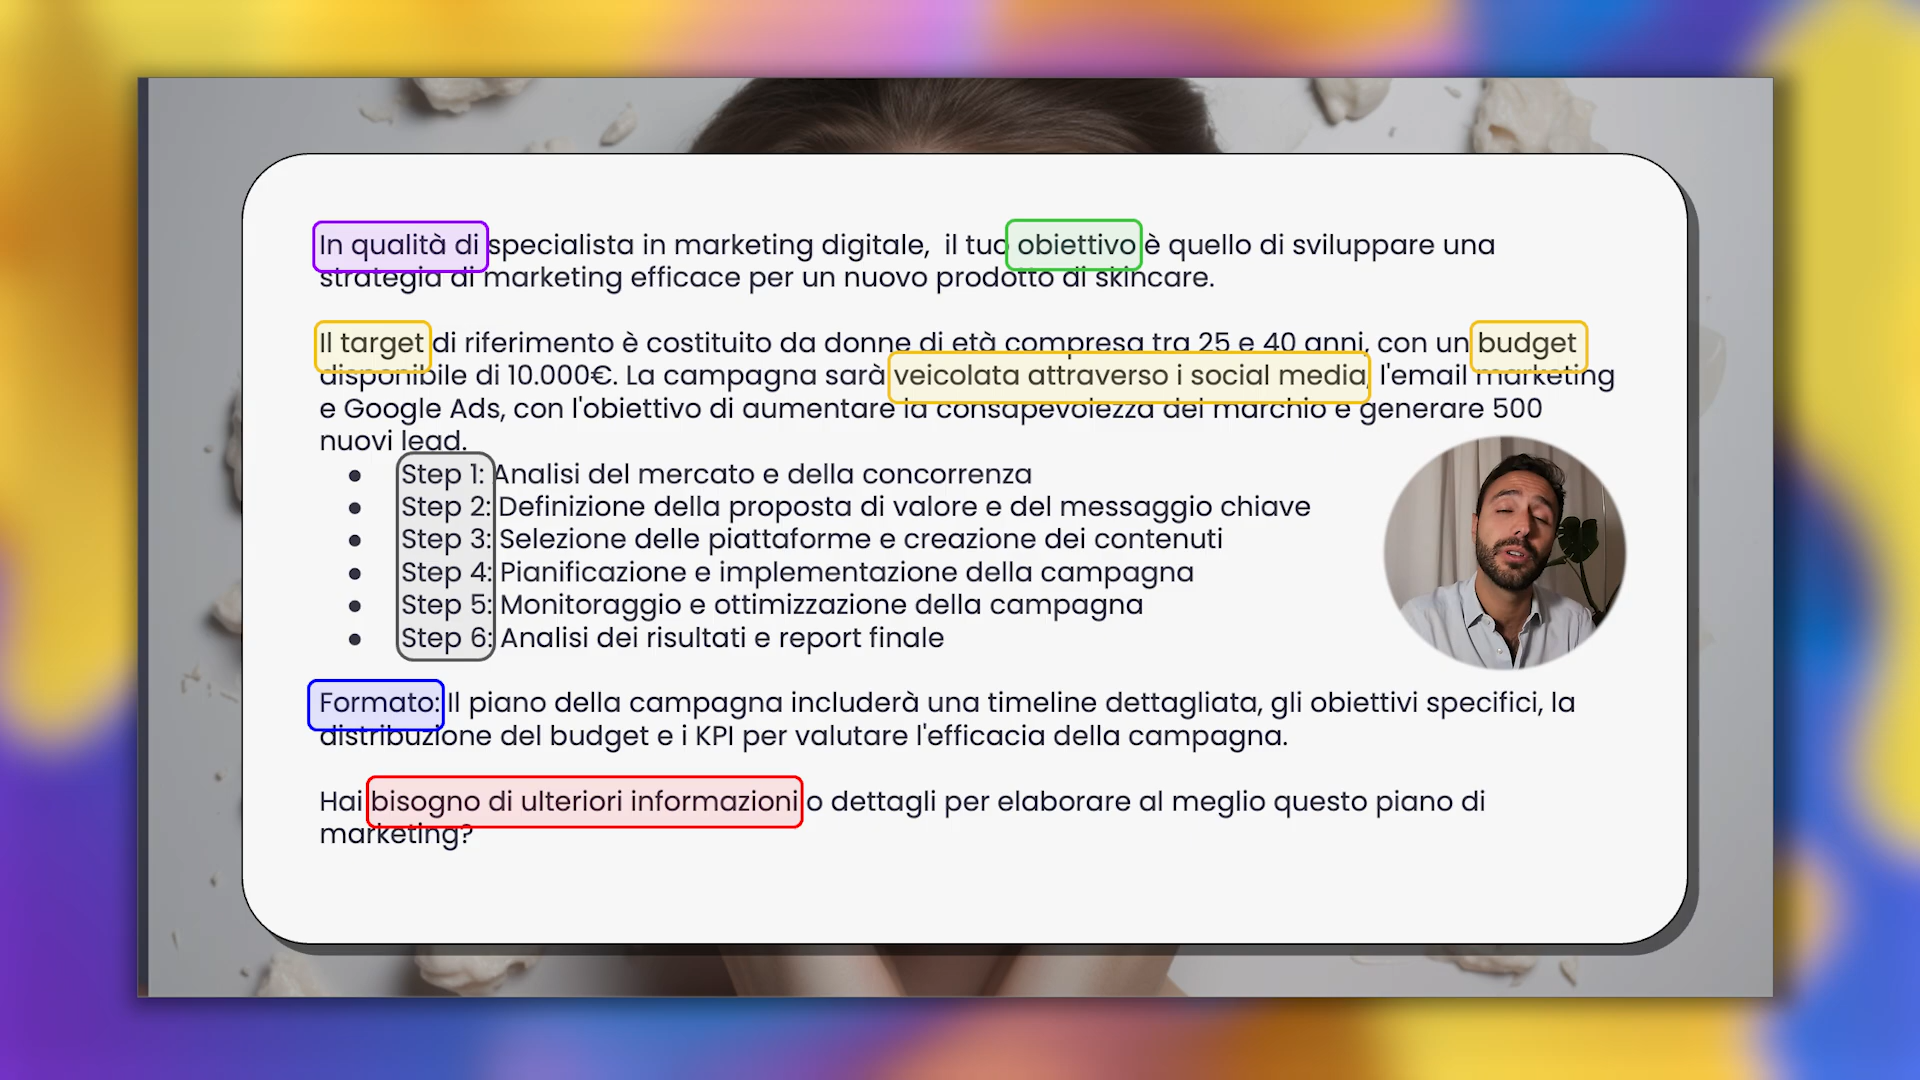 In qualità di specialista in marketing digitale, il tuo obiettivo è quello di sviluppare una
strategia di marketing efficace per un nuovo prodotto di skincare.
Il target di riferimento è costituito da donne di età compresa tra 25 e 40 anni, con un budget
disponibile di 10.000€. La campagna sarà veicolata attraverso i social media, l'email marketing
e Google Ads, con l'obiettivo di aumentare la consapevolezza del marchio e generare 500
nuovi lead.
● Step 1: Analisi del mercato e della concorrenza
● Step 2: Definizione della proposta di valore e del messaggio chiave
● Step 3: Selezione delle piattaforme e creazione dei contenuti
● Step 4: Pianificazione e implementazione della campagna
● Step 5: Monitoraggio e ottimizzazione della campagna
● Step 6: Analisi dei risultati e report finale
Formato: Il piano della campagna includerà una timeline dettagliata, gli obiettivi specifici, la
distribuzione del budget e i KPI per valutare l'efficacia della campagna.
Hai bisogno di ulteriori informazioni o dettagli per elaborare al meglio questo piano di
marketing?